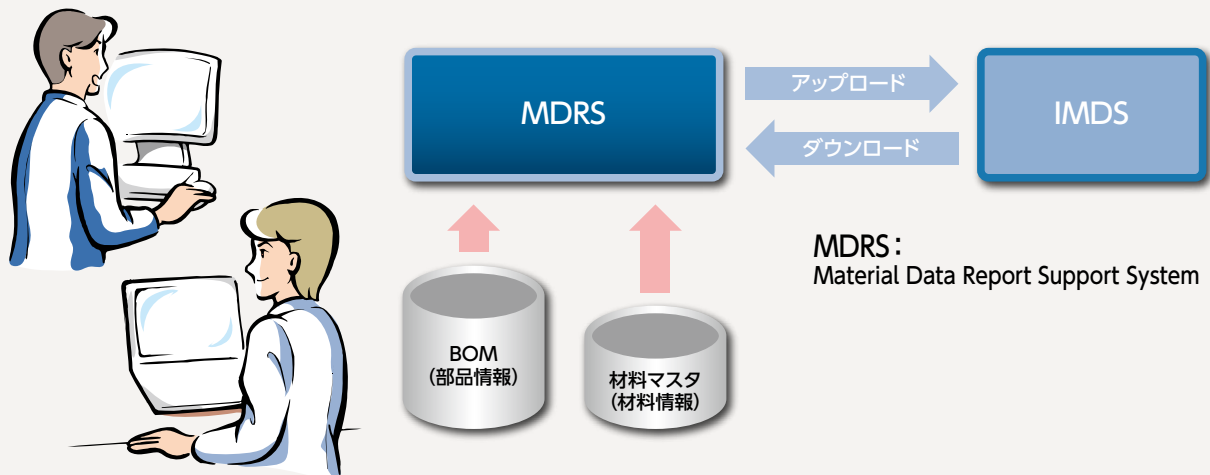 MDRS
アップロード
ダウンロード
IMDS
MDRS：
Material Data Report Support System
BOM
（部品情報）
材料マスタ
（材料情報）